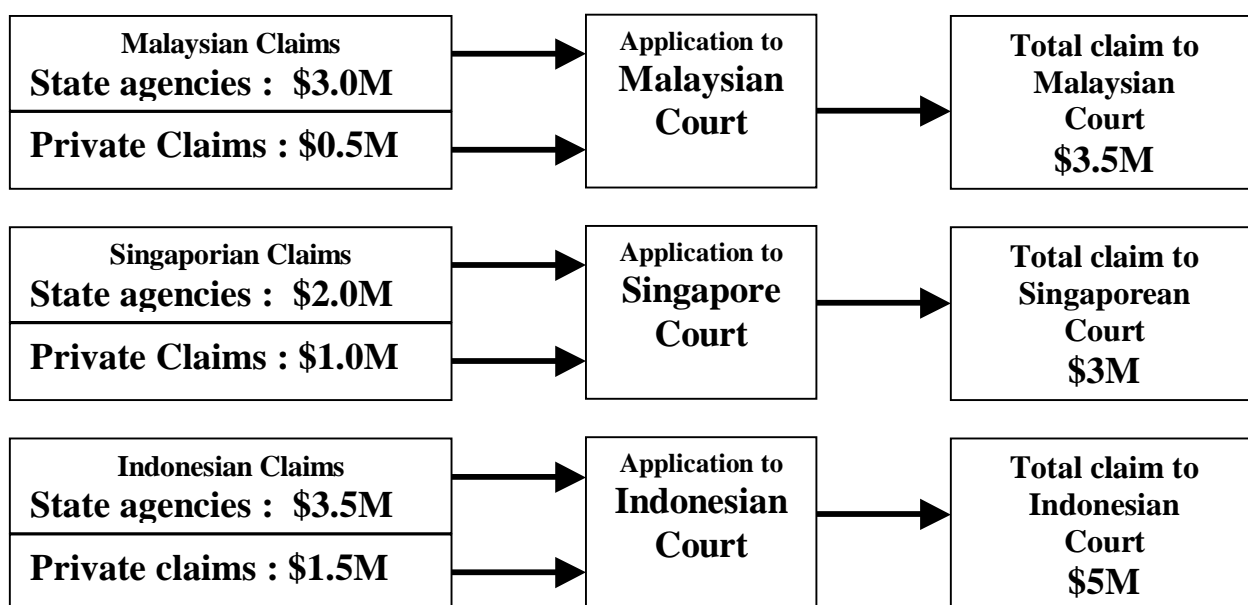 Malaysian Claims
State agencies : $3.0M
Private Claims : $0.5M
Application to
Malaysian
Court
Total claim to
Malaysian
Court
$3.5M
Singaporian Claims
State agencies : $2.0M
Private Claims : $1.0M
Application to
Singapore
Court
Total claim to
Singaporean
Court
$3M
Indonesian Claims
State agencies : $3.5M
Private claims : $1.5M
Application to
Indonesian
Court
Total claim to
Indonesian
Court
$5M